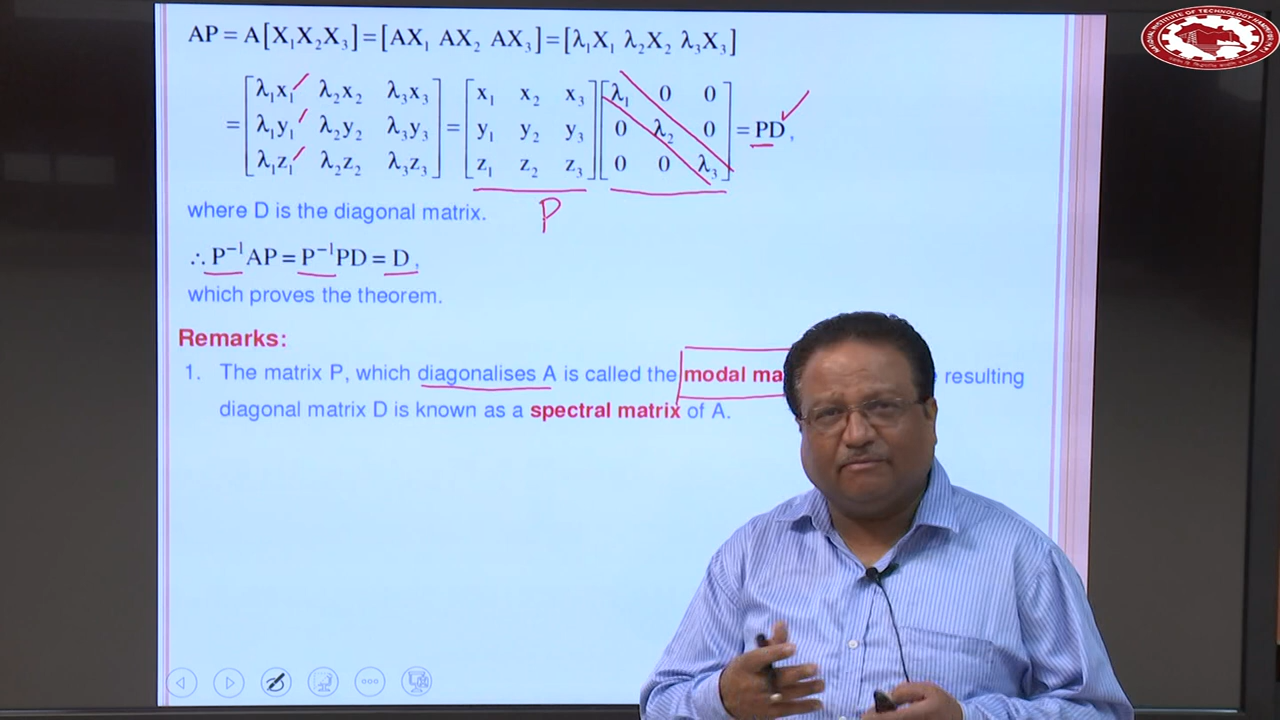 AP = A[X₁X₂X₃] = [AX₁ AX₂ AX₃] = [λ₁X₁ λ₂X₂ λ₃X₃]
= [λ₁x₁ λ₂x₂ λ₃x₃; λ₁y₁ λ₂y₂ λ₃y₃; λ₁z₁ λ₂z₂ λ₃z₃] = [x₁ x₂ x₃; y₁ y₂ y₃; z₁ z₂ z₃] [λ₁ 0 0; 0 λ₂ 0; 0 0 λ₃] = PD,
P
where D is the diagonal matrix.
∴ P⁻¹AP = P⁻¹PD = D,
which proves the theorem.
Remarks:
1. The matrix P, which diagonalises A is called the modal ma resulting
diagonal matrix D is known as a spectral matrix of A.